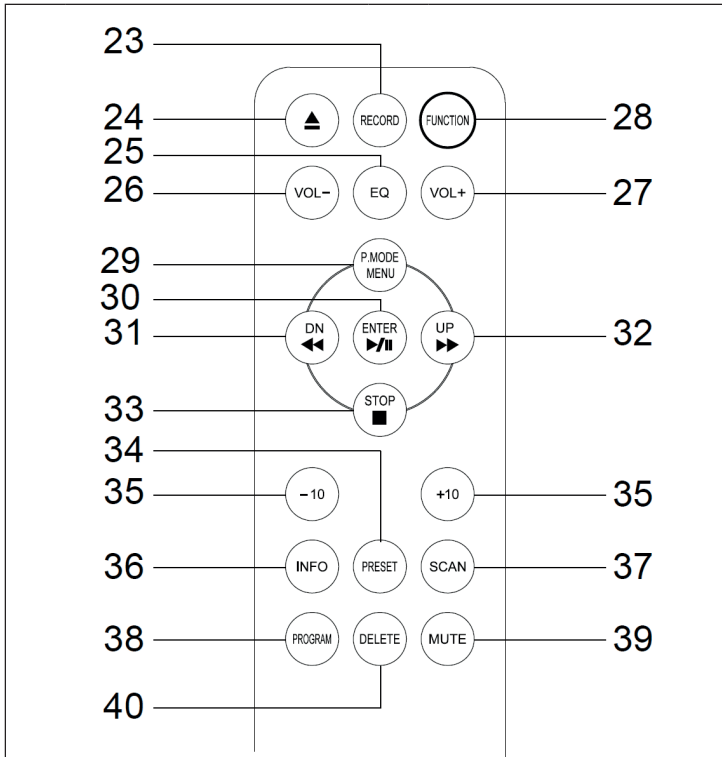 23
24 RECORD FUNCTION 28
25
26 VOL− EQ VOL+ 27
29 P.MODE
MENU
30
31 DN ENTER UP 32
33 STOP
34
35 −10 +10 35
36 INFO PRESET SCAN 37
38 PROGRAM DELETE MUTE 39
40